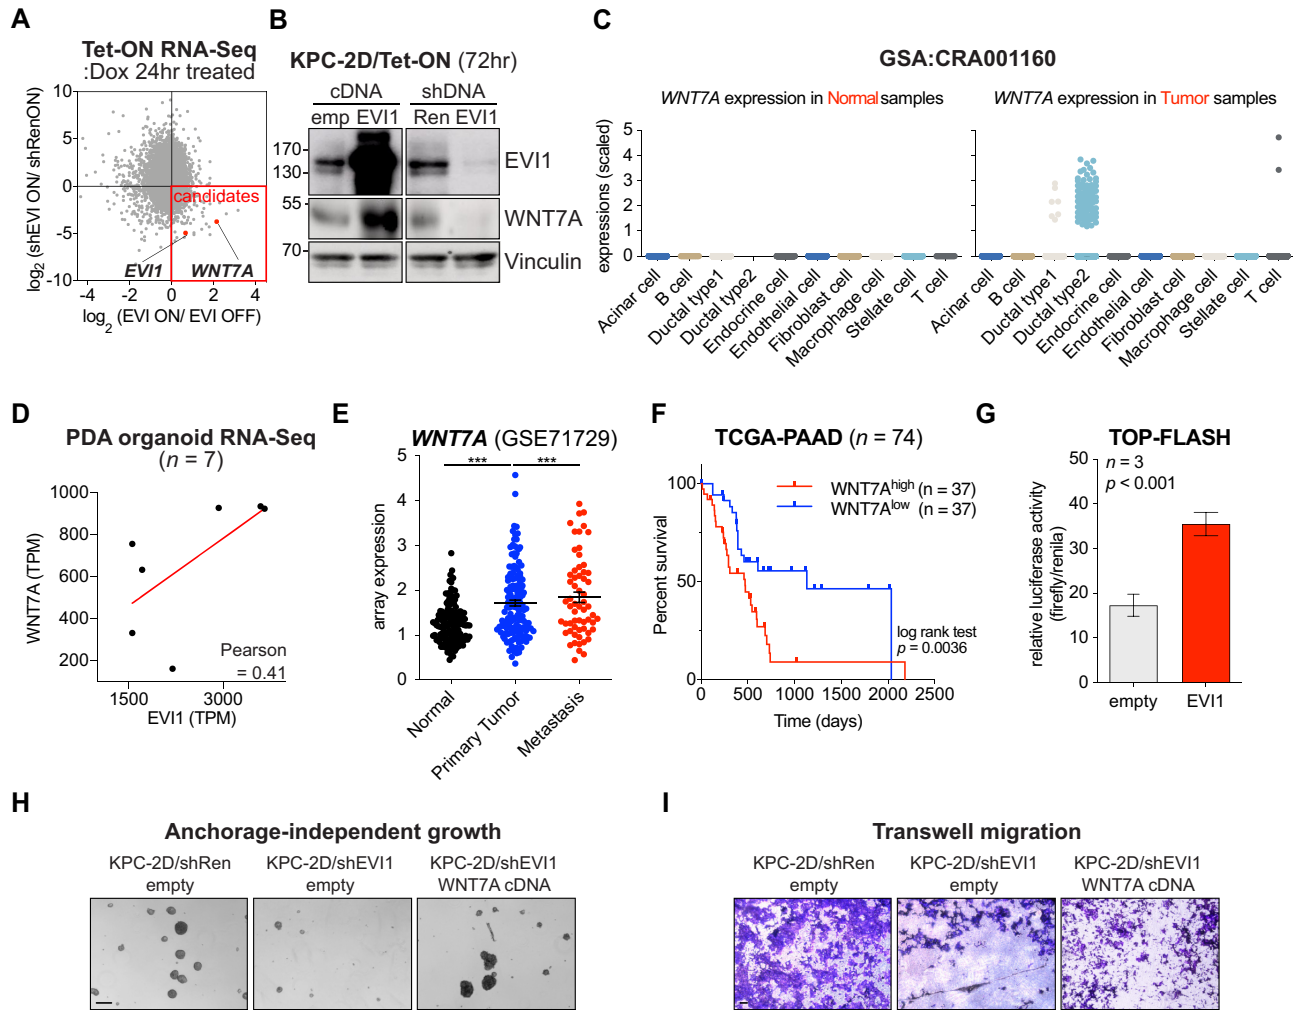 A
Tet-ON RNA-Seq
:Dox 24hr treated
log2 (shEVI ON/ shRenON)
10
5
0
-5
-10
candidates
EVI1
WNT7A
-4
-2
0
2
4
log2 (EVI ON/ EVI OFF)
B
KPC-2D/Tet-ON (72hr)
cDNA
shDNA
emp EVI1
Ren EVI1
170
130
55
70
EVI1
WNT7A
Vinculin
C
GSA:CRA001160
WNT7A expression in Normal samples
WNT7A expression in Tumor samples
expressions (scaled)
5
4
3
2
1
0
Acinar cell
B cell
Ductal type1
Ductal type2
Endocrine cell
Endothelial cell
Fibroblast cell
Macrophage cell
Stellate cell
T cell
Acinar cell
B cell
Ductal type1
Ductal type2
Endocrine cell
Endothelial cell
Fibroblast cell
Macrophage cell
Stellate cell
T cell
D
PDA organoid RNA-Seq
(n = 7)
WNT7A (TPM)
1000
800
600
400
200
Pearson
= 0.41
1500
3000
EVI1 (TPM)
E
WNT7A (GSE71729)
array expression
5
4
3
2
1
0
***
***
Normal
Primary Tumor
Metastasis
F
TCGA-PAAD (n = 74)
Percent survival
100
50
0
WNT7Ahigh (n = 37)
WNT7Alow (n = 37)
log rank test
p = 0.0036
0
500
1000
1500
2000
2500
Time (days)
G
TOP-FLASH
relative luciferase activity
(firefly/renila)
50
40
30
20
10
0
n = 3
p < 0.001
empty
EVI1
H
Anchorage-independent growth
KPC-2D/shRen
empty
KPC-2D/shEVI1
empty
KPC-2D/shEVI1
WNT7A cDNA
I
Transwell migration
KPC-2D/shRen
empty
KPC-2D/shEVI1
empty
KPC-2D/shEVI1
WNT7A cDNA